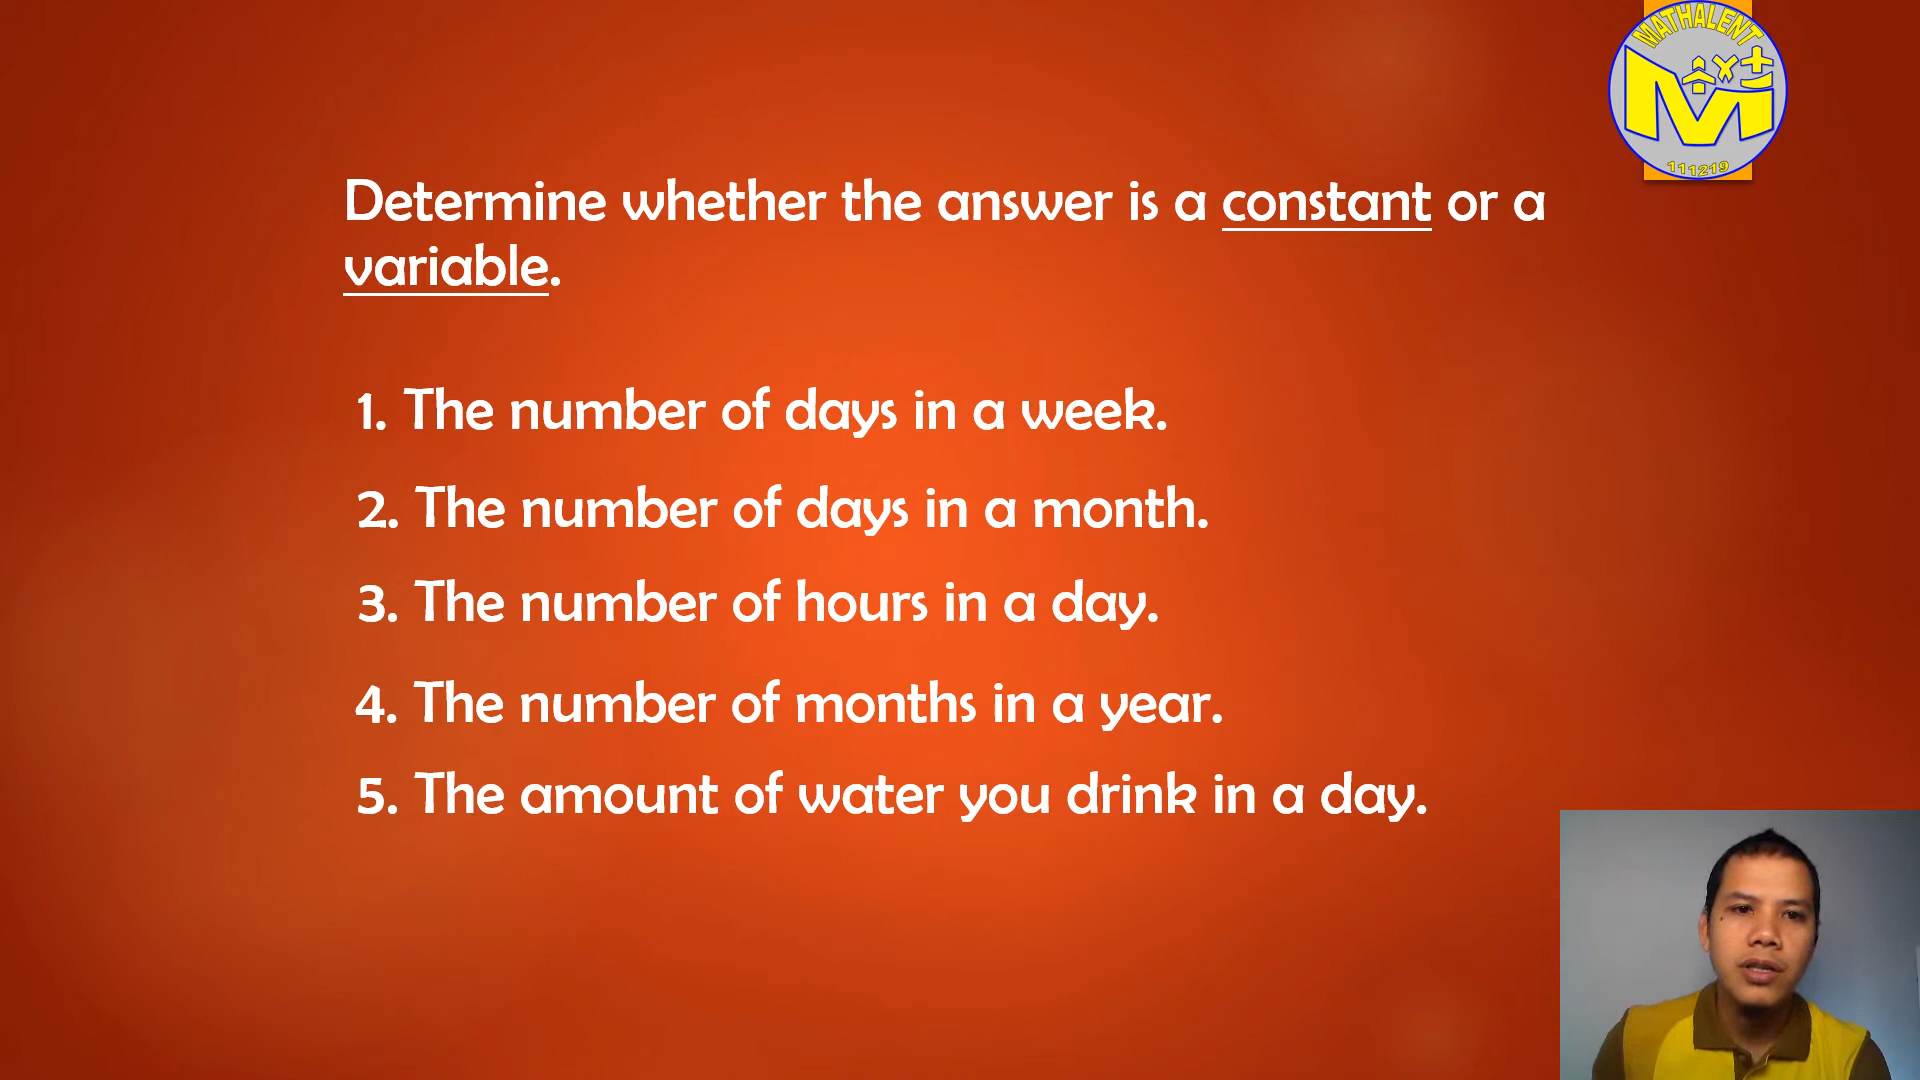 MATHALENT
M
111219
Determine whether the answer is a constant or a
variable.
1. The number of days in a week.
2. The number of days in a month.
3. The number of hours in a day.
4. The number of months in a year.
5. The amount of water you drink in a day.